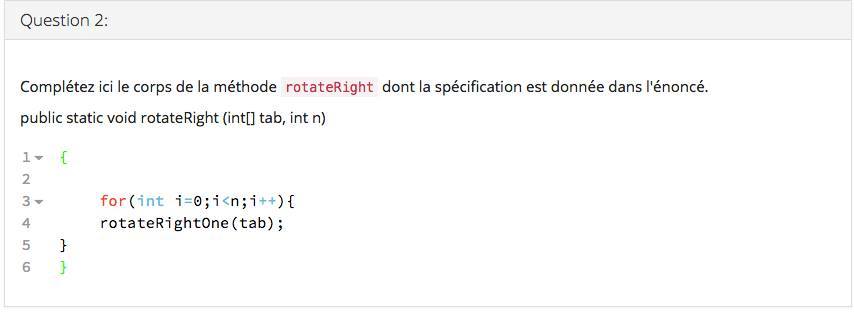 Question 2:
Complétez ici le corps de la méthode rotateRight dont la spécification est donnée dans l'énoncé.
public static void rotateRight (int[] tab, int n)
1 {
2
3 for(int i=0;i<n;i++){
4 rotateRightOne(tab);
5 }
6 }